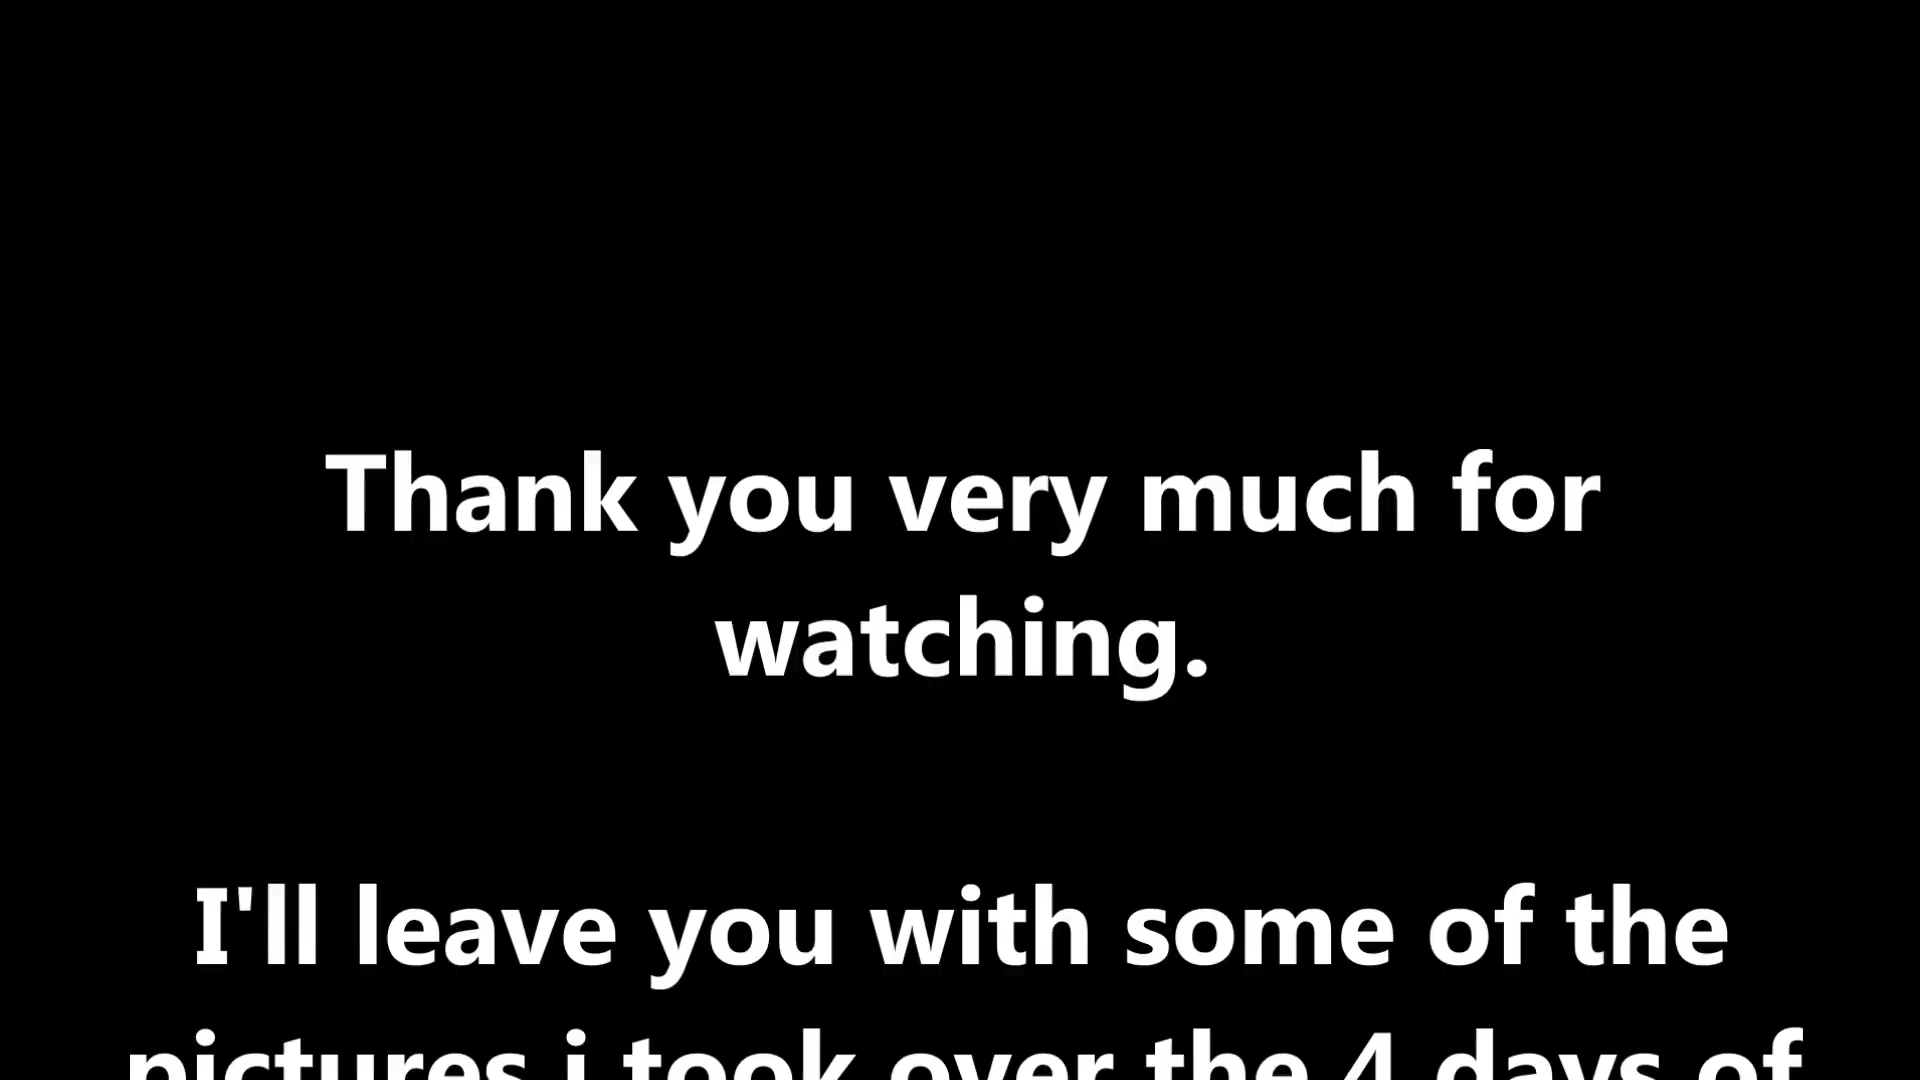 Thank you very much for
watching.
I'll leave you with some of the
pictures i took over the 4 days of